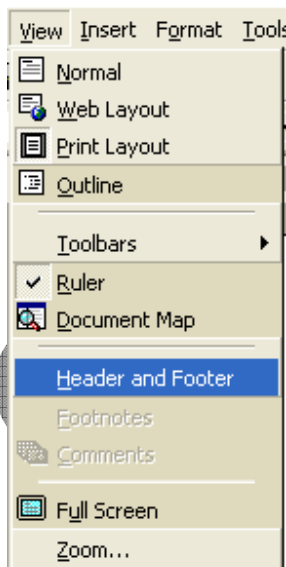 View Insert Format Tools
Normal
Web Layout
Print Layout
Outline
Toolbars
Ruler
Document Map
Header and Footer
Footnotes
Comments
Full Screen
Zoom...